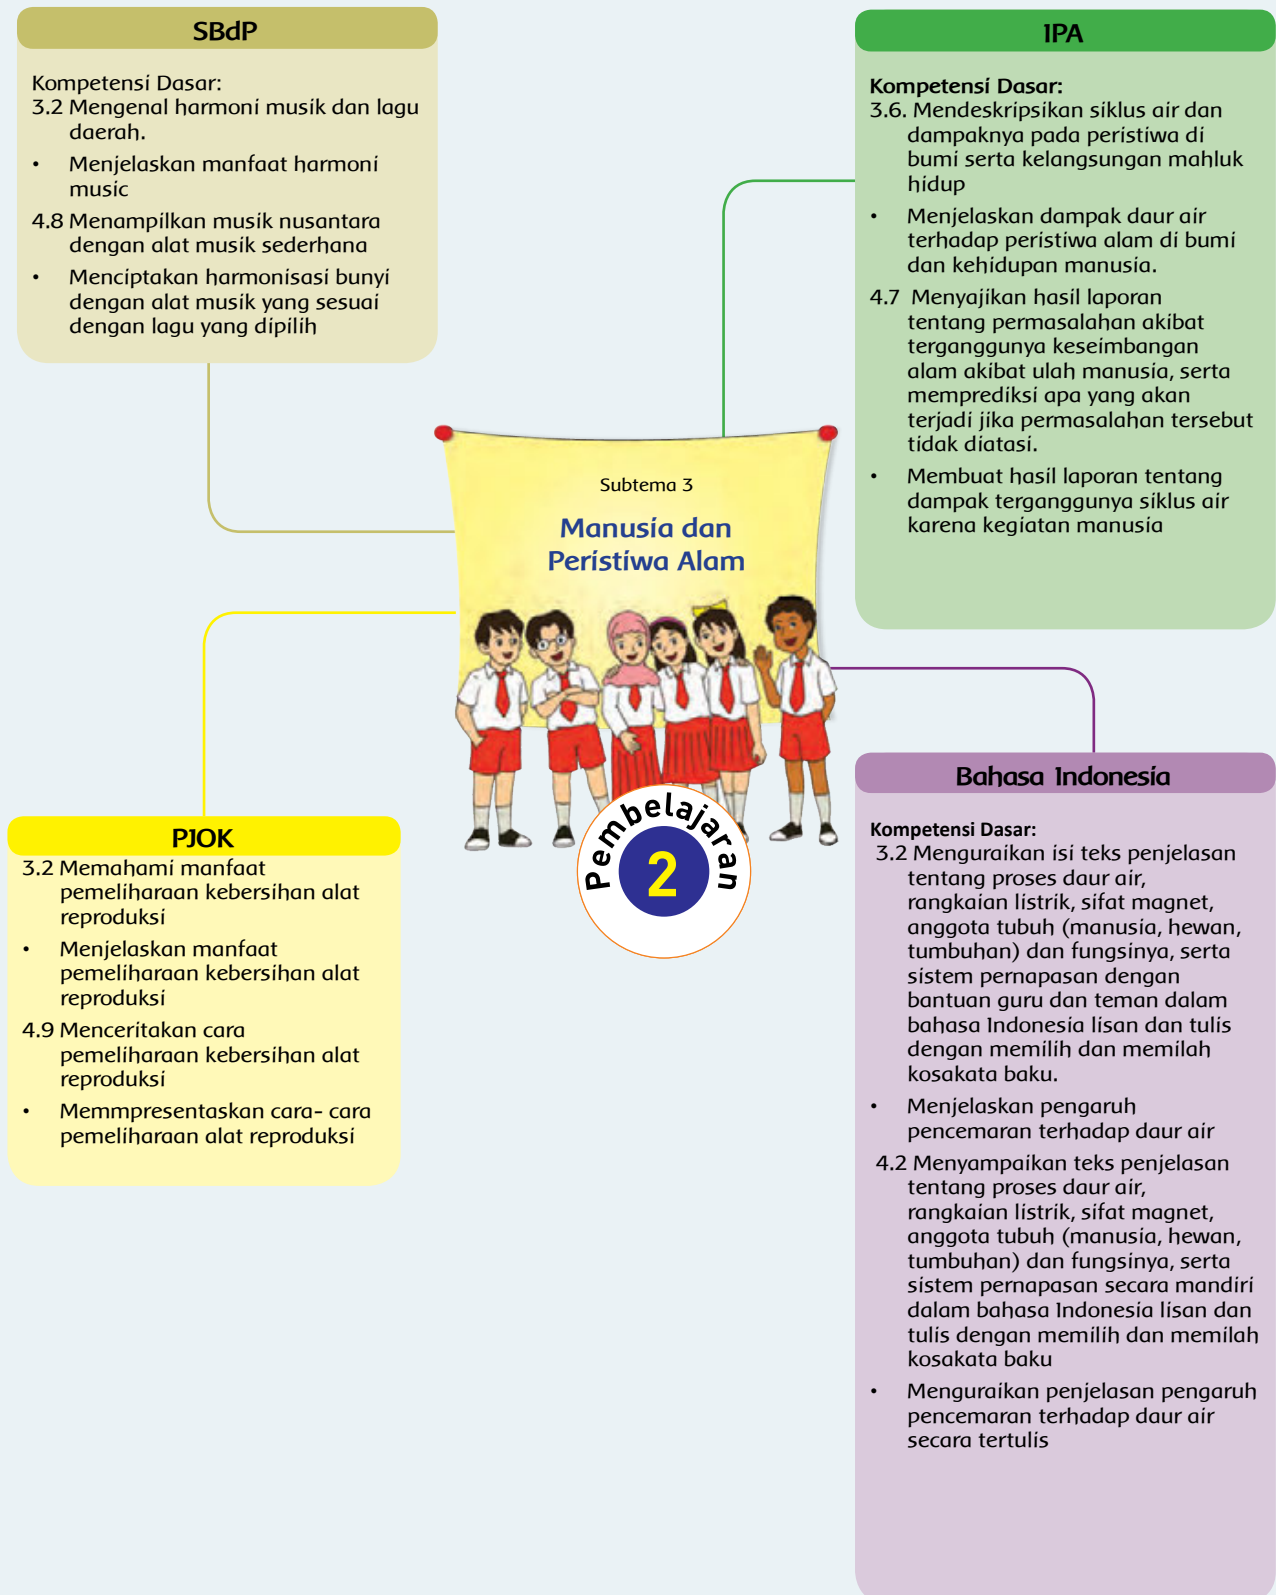 SBdP
Kompetensi Dasar:
3.2 Mengenal harmoni musik dan lagu
daerah.
• Menjelaskan manfaat harmoni
music
4.8 Menampilkan musik nusantara
dengan alat musik sederhana
• Menciptakan harmonisasi bunyi
dengan alat musik yang sesuai
dengan lagu yang dipilih
IPA
Kompetensi Dasar:
3.6. Mendeskripsikan siklus air dan
dampaknya pada peristiwa di
bumi serta kelangsungan mahluk
hidup
• Menjelaskan dampak daur air
terhadap peristiwa alam di bumi
dan kehidupan manusia.
4.7 Menyajikan hasil laporan
tentang permasalahan akibat
terganggunya keseimbangan
alam akibat ulah manusia, serta
memprediksi apa yang akan
terjadi jika permasalahan tersebut
tidak diatasi.
• Membuat hasil laporan tentang
dampak terganggunya siklus air
karena kegiatan manusia
Subtema 3
Manusia dan
Peristiwa Alam
Pembelajaran
2
PJOK
3.2 Memahami manfaat
pemeliharaan kebersihan alat
reproduksi
• Menjelaskan manfaat
pemeliharaan kebersihan alat
reproduksi
4.9 Menceritakan cara
pemeliharaan kebersihan alat
reproduksi
• Memmpresentaskan cara- cara
pemeliharaan alat reproduksi
Bahasa Indonesia
Kompetensi Dasar:
3.2 Menguraikan isi teks penjelasan
tentang proses daur air,
rangkaian listrik, sifat magnet,
anggota tubuh (manusia, hewan,
tumbuhan) dan fungsinya, serta
sistem pernapasan dengan
bantuan guru dan teman dalam
bahasa Indonesia lisan dan tulis
dengan memilih dan memilah
kosakata baku.
• Menjelaskan pengaruh
pencemaran terhadap daur air
4.2 Menyampaikan teks penjelasan
tentang proses daur air,
rangkaian listrik, sifat magnet,
anggota tubuh (manusia, hewan,
tumbuhan) dan fungsinya, serta
sistem pernapasan secara mandiri
dalam bahasa Indonesia lisan dan
tulis dengan memilih dan memilah
kosakata baku
• Menguraikan penjelasan pengaruh
pencemaran terhadap daur air
secara tertulis